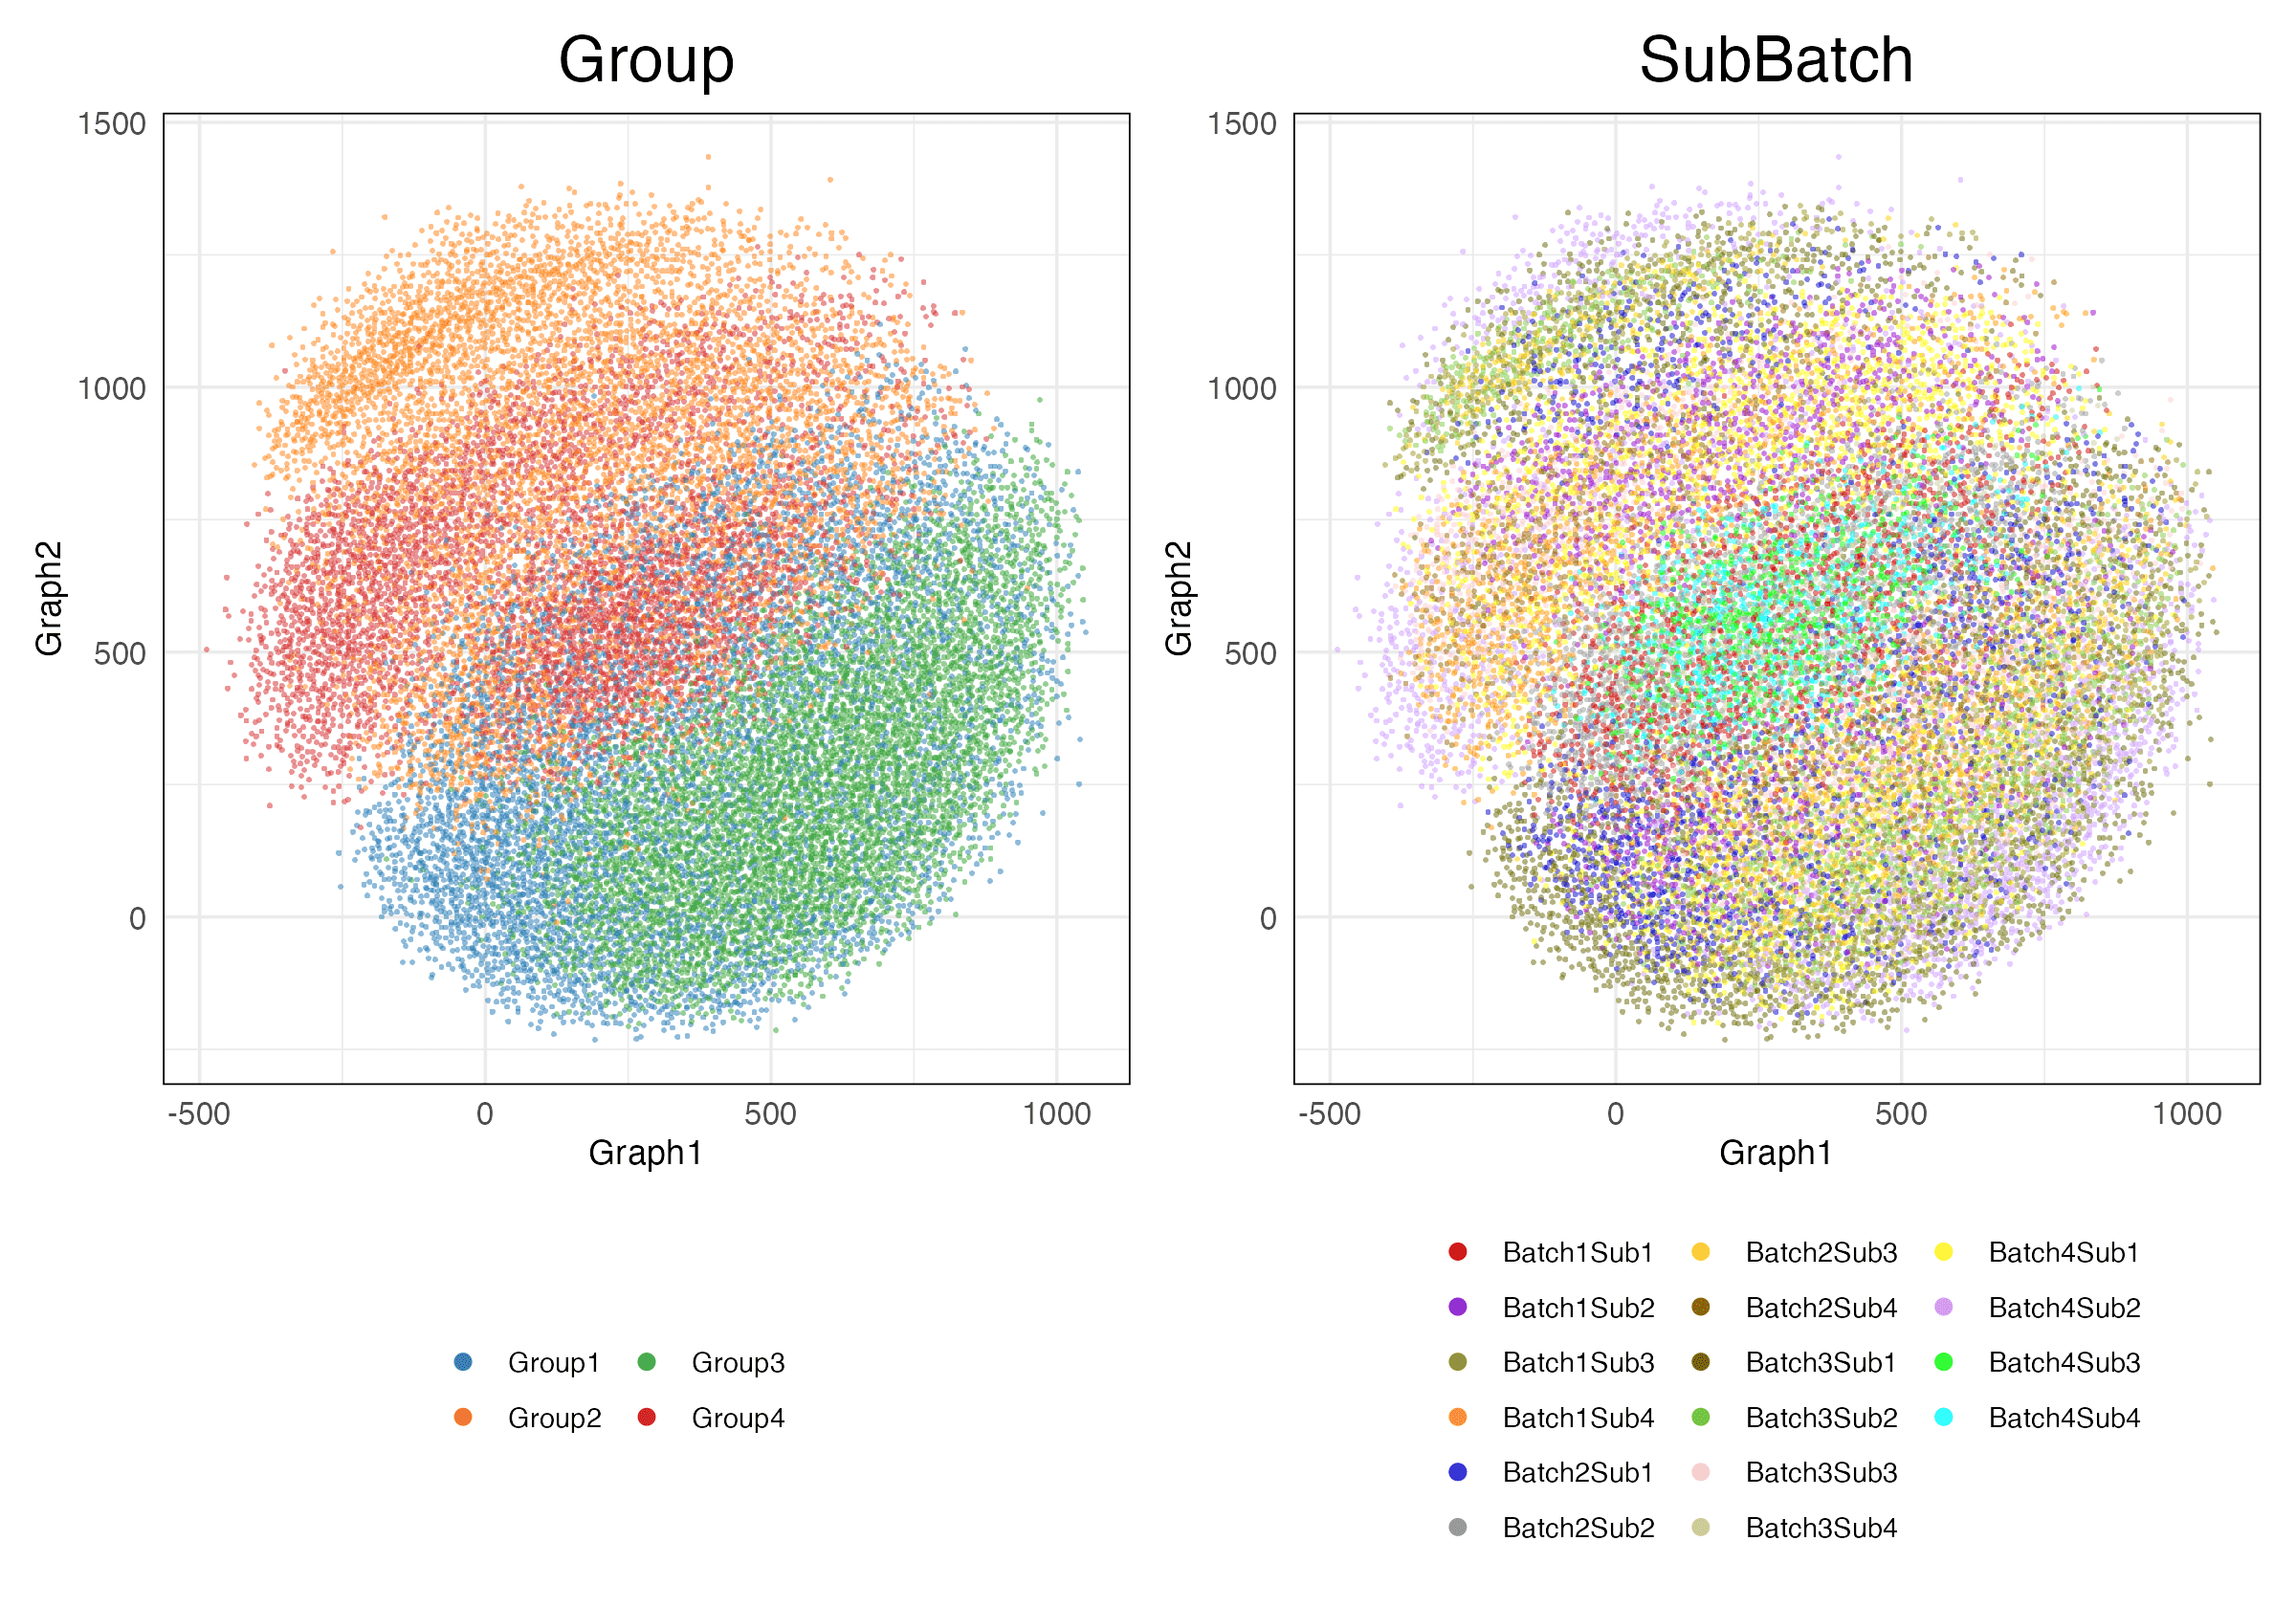 Group
SubBatch
1500
1000
500
0
-500
0
500
1000
Graph1
Graph2
1500
1000
500
0
-500
0
500
1000
Graph1
Graph2
Group1
Group3
Group2
Group4
Batch1Sub1
Batch2Sub3
Batch4Sub1
Batch1Sub2
Batch2Sub4
Batch4Sub2
Batch1Sub3
Batch3Sub1
Batch4Sub3
Batch1Sub4
Batch3Sub2
Batch4Sub4
Batch2Sub1
Batch3Sub3
Batch2Sub2
Batch3Sub4